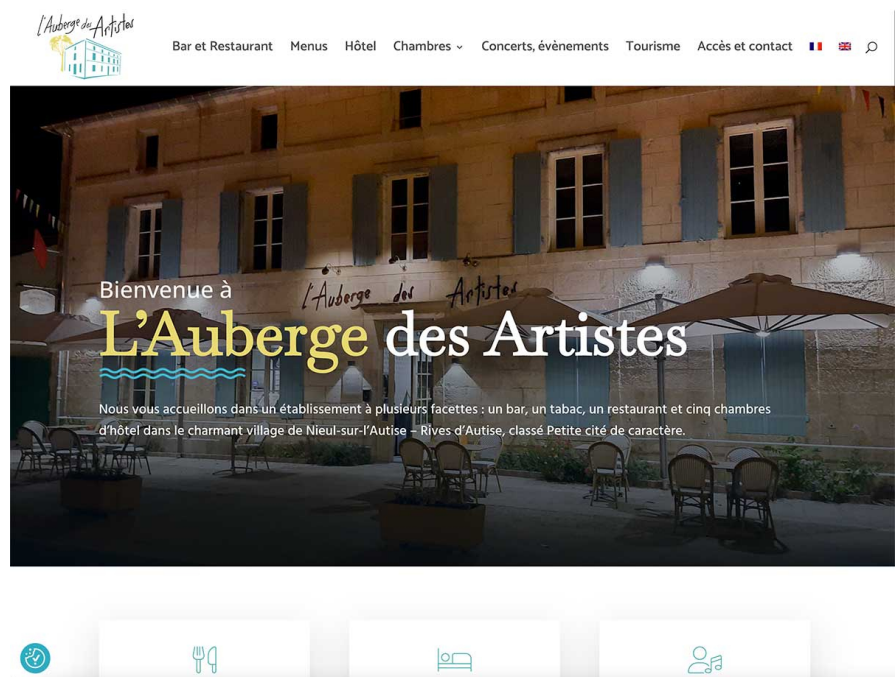 l'Auberge des Artistes
Bar et Restaurant Menus Hôtel Chambres Concerts, évènements Tourisme Accès et contact
l'Auberge des Artistes
Bienvenue à
L’Auberge des Artistes
Nous vous accueillons dans un établissement à plusieurs facettes : un bar, un tabac, un restaurant et cinq chambres
d’hôtel dans le charmant village de Nieul-sur-l’Autise – Rives d’Autise, classé Petite cité de caractère.